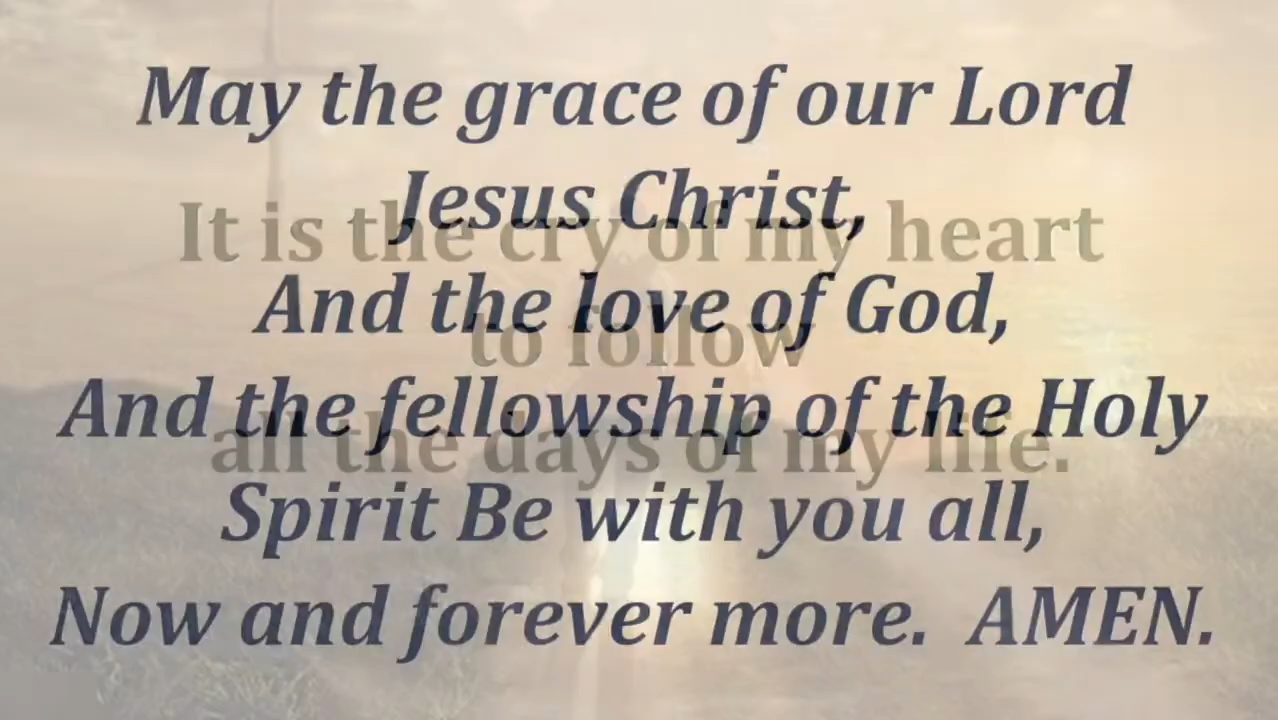 May the grace of our Lord
Jesus Christ,
It is the cry of my heart
And the love of God,
to follow
And the fellowship of the Holy
all the days of my life.
Spirit Be with you all,
Now and forever more. AMEN.